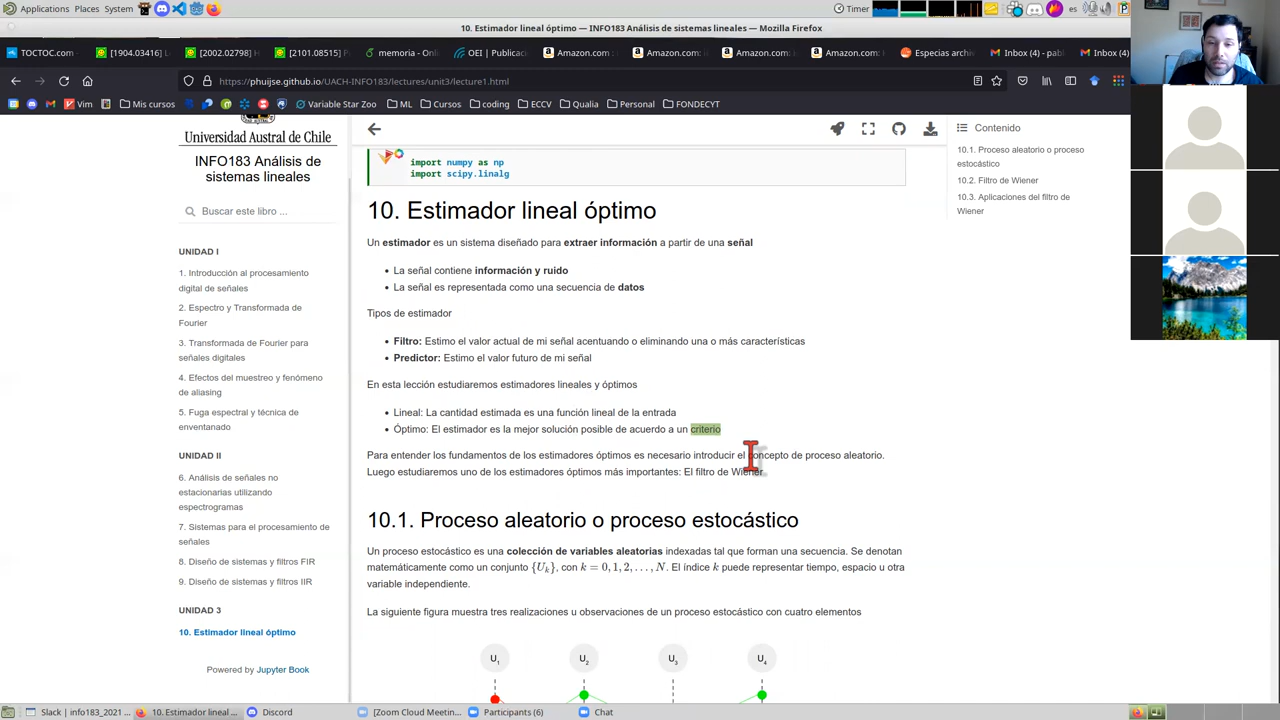 Applications Places System
Timer
es
10. Estimador lineal óptimo — INFO183 Análisis de sistemas lineales — Mozilla Firefox
TOCTOC.com
[1904.03416] L
[2002.02798] H
[2101.08515]
memoria - O
OEI | Públic
Amazon.com
Amazon.com
Amazon.com
Amazon.com
Especias archiv
Inbox (4) - pab
Inbox (4)
https://phuijse.github.io/UACH-INFO183/lectures/unit3/lecture1.html
Vim
Mis cursos
Variable Star Zoo
ML
Cursos
coding
ECCV
Qualia
Personal
FONDECYT
Universidad Austral de Chile
INFO183 Análisis de
sistemas lineales
Buscar este libro ...
UNIDAD I
1. Introducción al procesamiento
digital de señales
2. Espectro y Transformada de
Fourier
3. Transformada de Fourier para
señales digitales
4. Efectos del muestreo y fenómeno
de aliasing
5. Fuga espectral y técnica de
enventanado
UNIDAD II
6. Análisis de señales no
estacionarias utilizando
espectrogramas
7. Sistemas para el procesamiento de
señales
8. Diseño de sistemas y filtros FIR
9. Diseño de sistemas y filtros IIR
UNIDAD 3
10. Estimador lineal óptimo
Powered by Jupyter Book
import numpy as np
import scipy.linalg
10. Estimador lineal óptimo
Un estimador es un sistema diseñado para extraer información a partir de una señal
• La señal contiene información y ruido
• La señal es representada como una secuencia de datos
Tipos de estimador
• Filtro: Estimo el valor actual de mi señal acentuando o eliminando una o más características
• Predictor: Estimo el valor futuro de mi señal
En esta lección estudiaremos estimadores lineales y óptimos
• Lineal: La cantidad estimada es una función lineal de la entrada
• Óptimo: El estimador es la mejor solución posible de acuerdo a un criterio
Para entender los fundamentos de los estimadores óptimos es necesario introducir el concepto de proceso aleatorio.
Luego estudiaremos uno de los estimadores óptimos más importantes: El filtro de Wiener
10.1. Proceso aleatorio o proceso estocástico
Un proceso estocástico es una colección de variables aleatorias indexadas tal que forman una secuencia. Se denotan
matemáticamente como un conjunto {U_k}, con k = 0, 1, 2, . . . , N. El índice k puede representar tiempo, espacio u otra
variable independiente.
La siguiente figura muestra tres realizaciones u observaciones de un proceso estocástico con cuatro elementos
U₁ U₂ U₃ U₄
Contenido
10.1. Proceso aleatorio o proceso
estocástico
10.2. Filtro de Wiener
10.3. Aplicaciones del filtro de
Wiener
Slack | info183_2021 ...
10. Estimador lineal ...
Discord
[Zoom Cloud Meetin...
Participants (6)
Chat